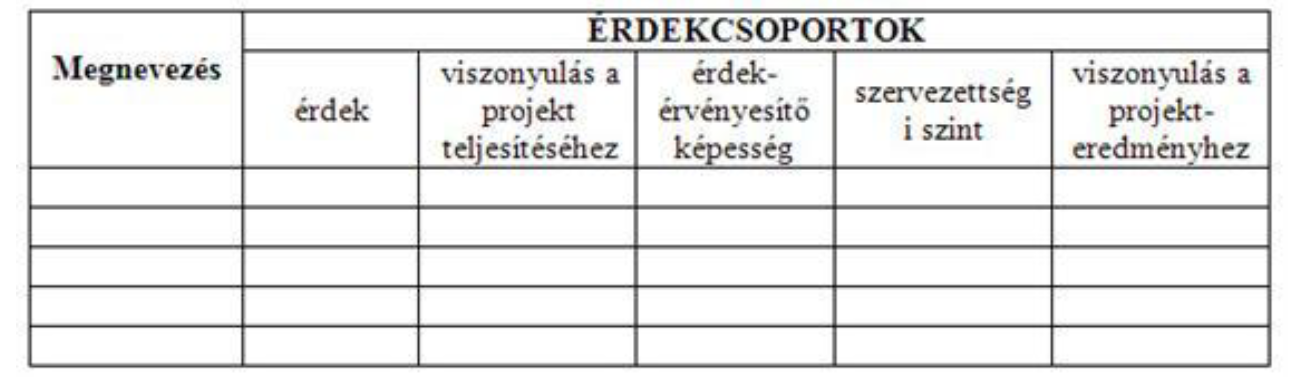 Megnevezés
ÉRDEKCSOPORTOK
érdek
viszonyulás a
projekt
teljesítéséhez
érdek-
érvényesítő
képesség
szervezettség
i szint
viszonyulás a
projekt-
eredményhez